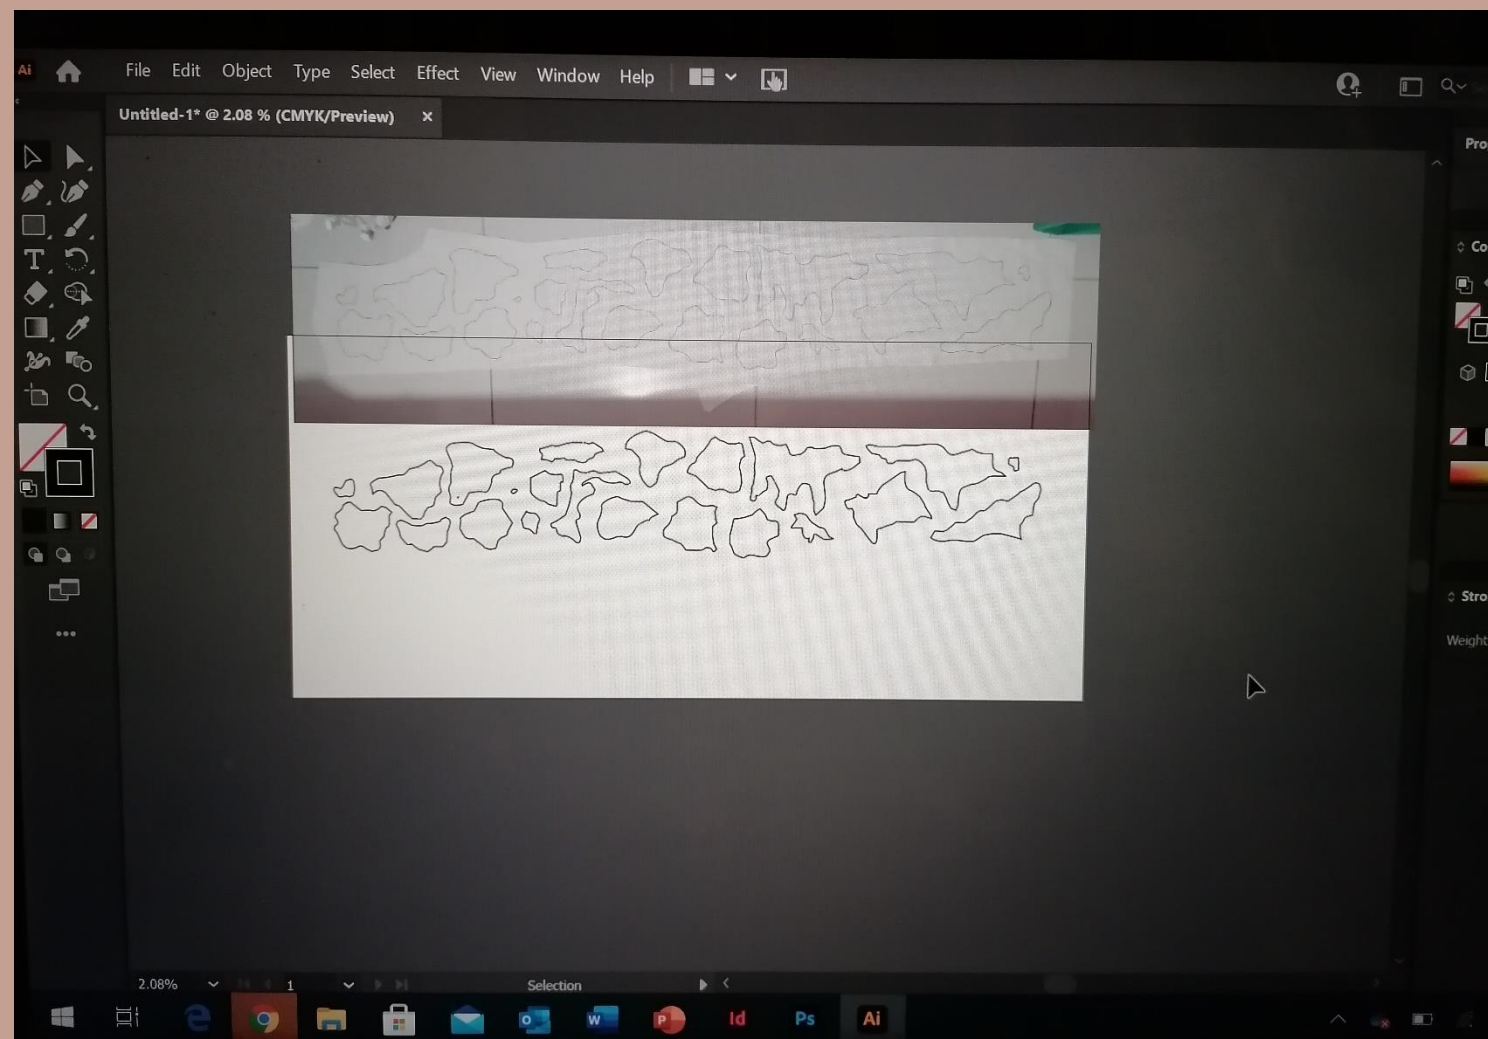 Ai File Edit Object Type Select Effect View Window Help
Untitled-1* @ 2.08 % (CMYK/Preview) ×
Pro
Co
T
Stro
Weight
2.08% 1 Selection
O W P Id Ps Ai